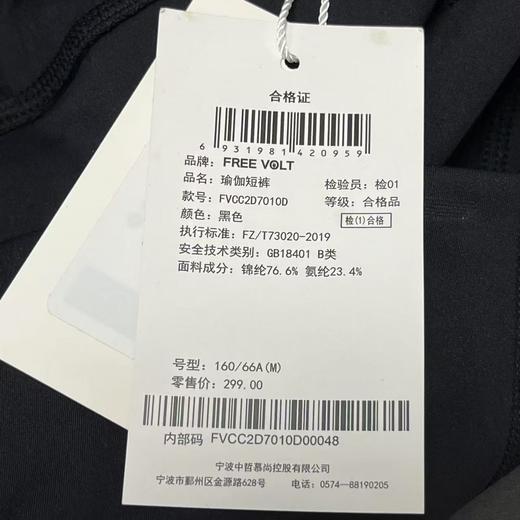 合格证
6 931981 420959
品牌: FREE VOLT
品名: 瑜伽短裤 检验员: 检01
款号: FVCC2D7010D 等级: 合格品
颜色: 黑色 检(1)合格
执行标准: FZ/T73020-2019
安全技术类别: GB18401 B类
面料成分: 锦纶76.6% 氨纶23.4%
号型: 160/66A(M)
零售价: 299.00
内部码 FVCC2D7010D00048
宁波中哲慕尚控股有限公司
宁波市鄞州区金源路628号 电话: 0574-88190205